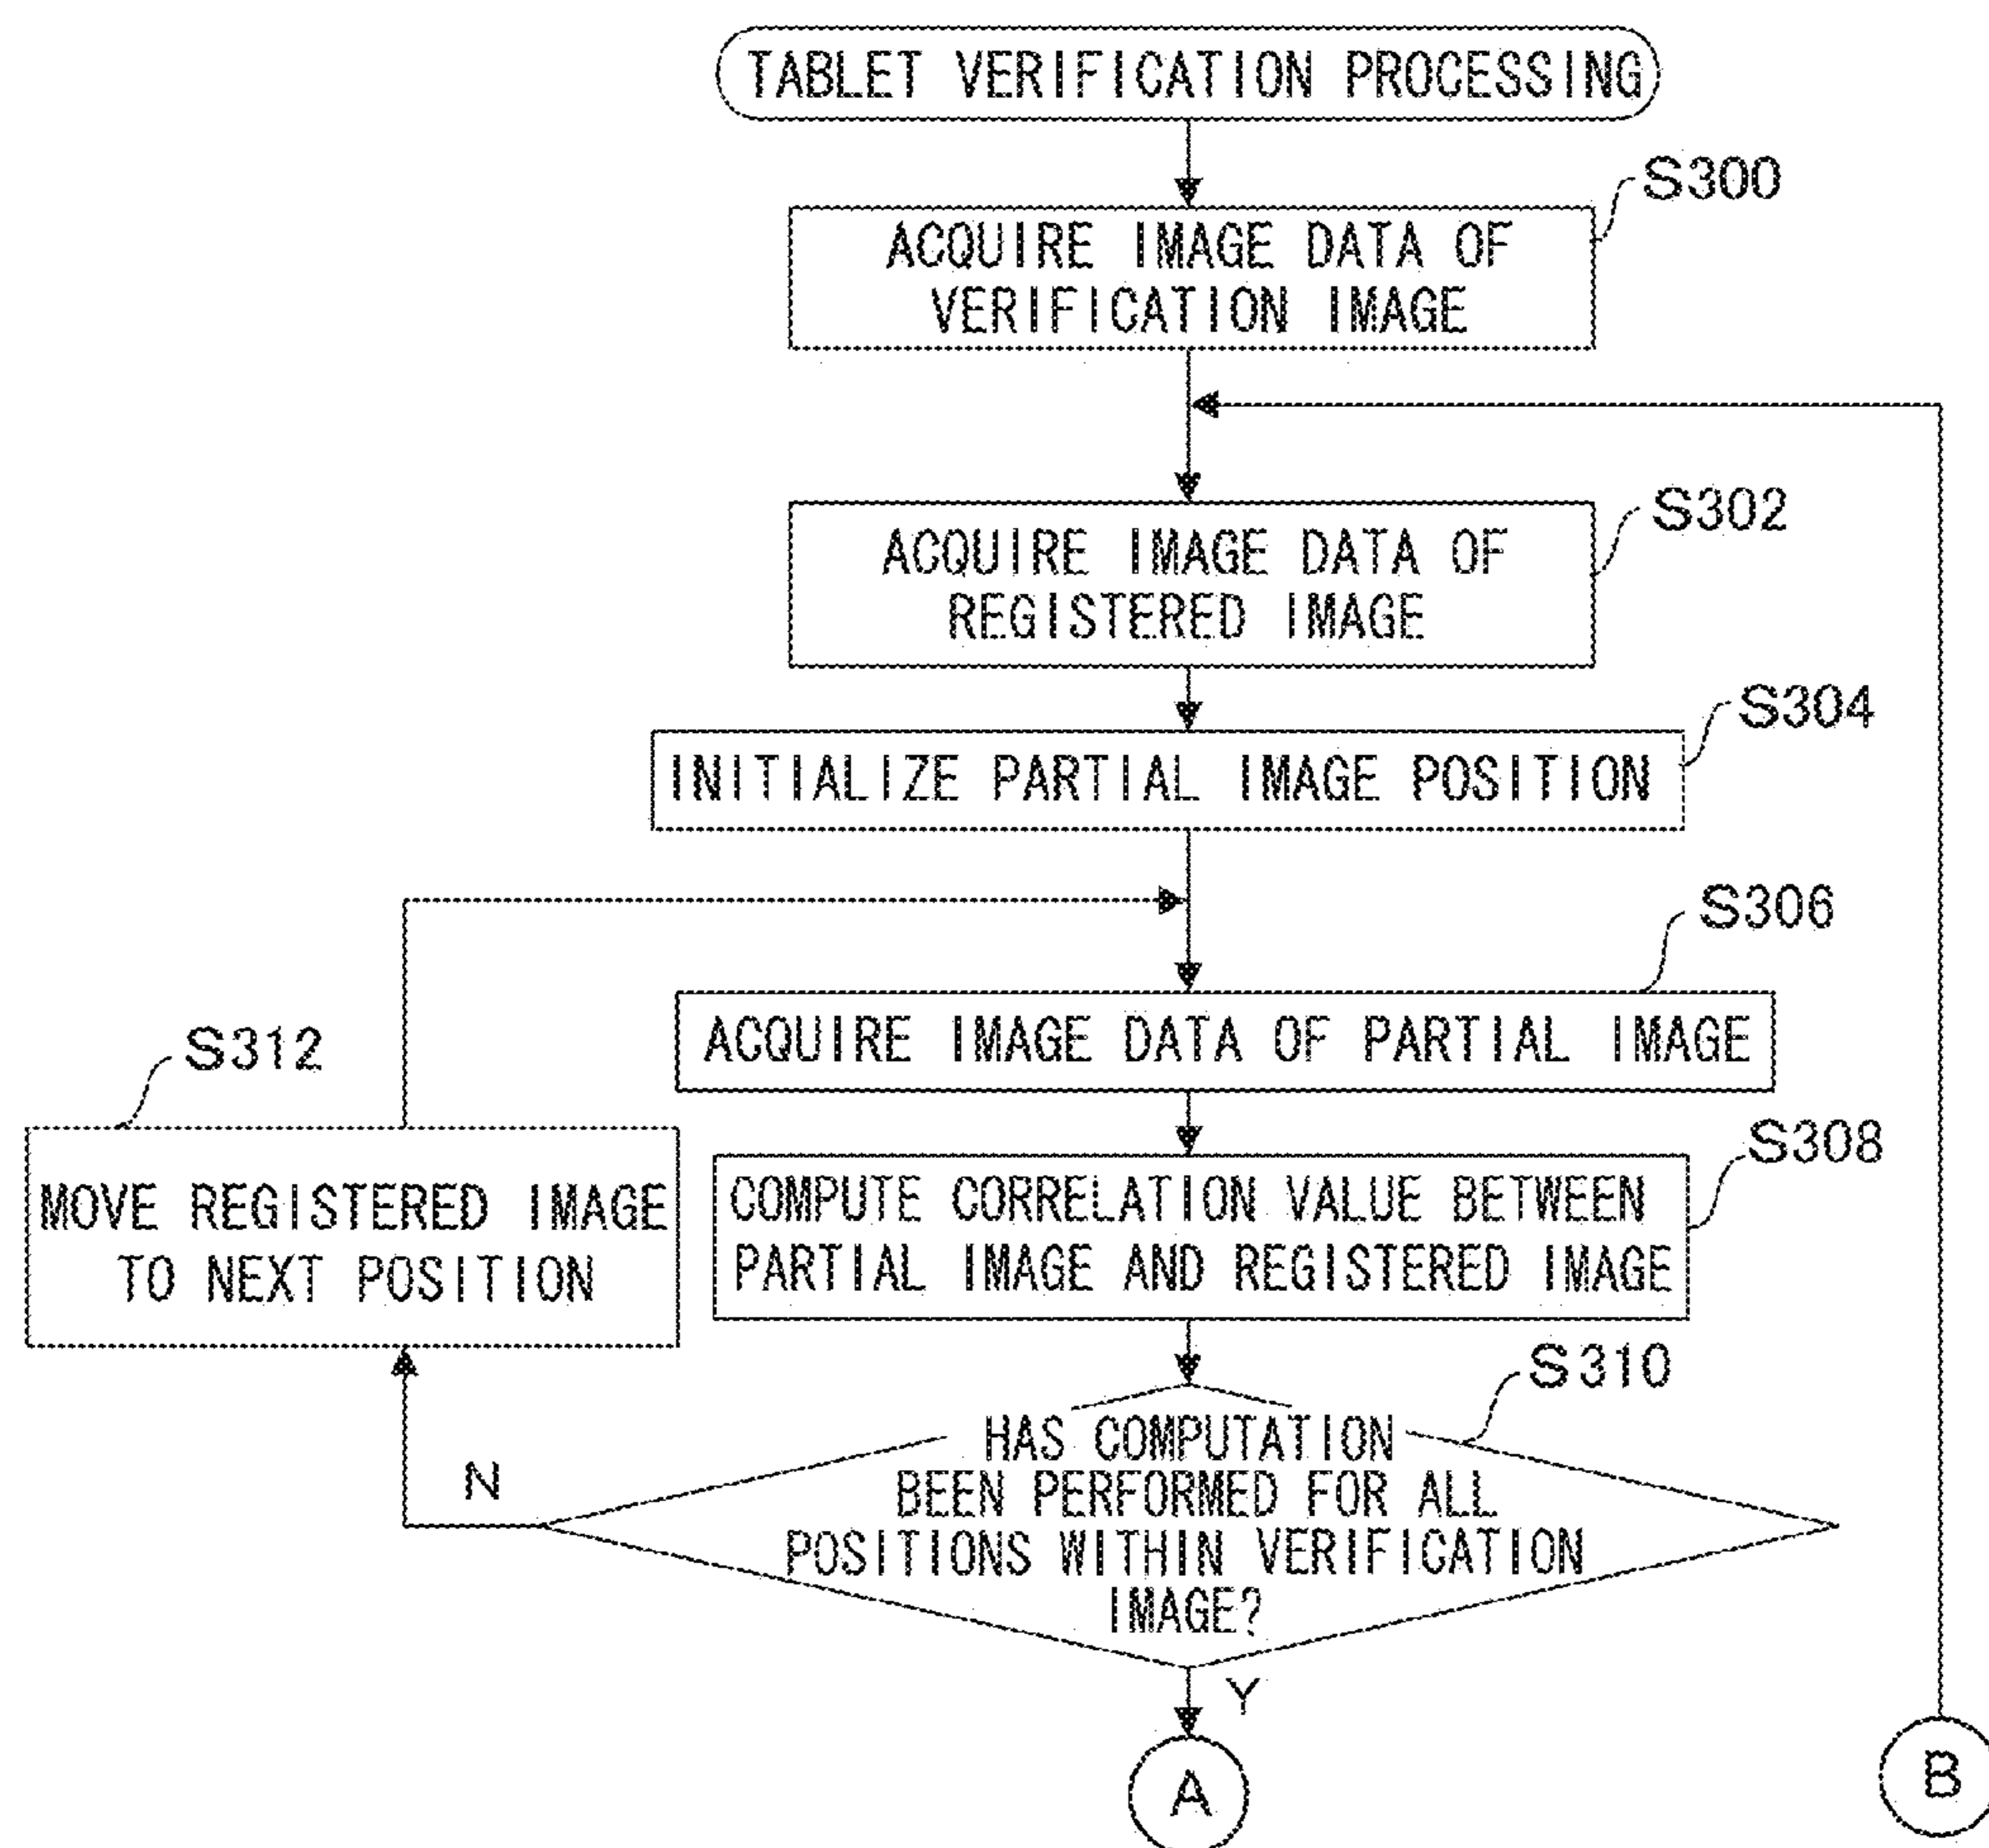 TABLET VERIFICATION PROCESSING
S300
ACQUIRE IMAGE DATA OF
VERIFICATION IMAGE
S302
ACQUIRE IMAGE DATA OF
REGISTERED IMAGE
S304
INITIALIZE PARTIAL IMAGE POSITION
S306
ACQUIRE IMAGE DATA OF PARTIAL IMAGE
S312
MOVE REGISTERED IMAGE
TO NEXT POSITION
S308
COMPUTE CORRELATION VALUE BETWEEN
PARTIAL IMAGE AND REGISTERED IMAGE
S310
HAS COMPUTATION
BEEN PERFORMED FOR ALL
POSITIONS WITHIN VERIFICATION
IMAGE?
N
Y
A
B